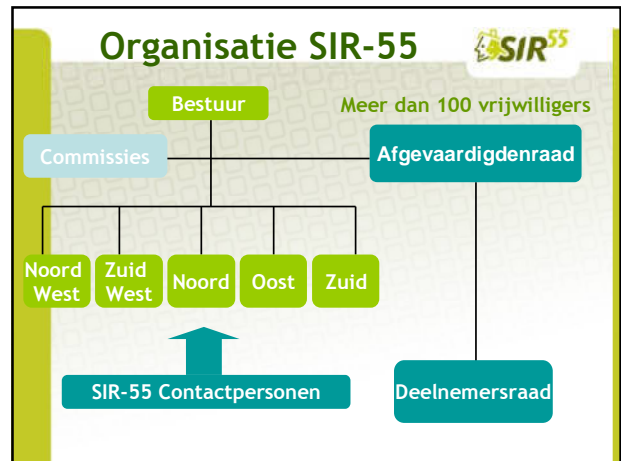 Organisatie SIR-55
SIR55
Bestuur
Meer dan 100 vrijwilligers
Commissies
Afgevaardigdenraad
Noord
West
Zuid
West
Noord
Oost
Zuid
SIR-55 Contactpersonen
Deelnemersraad